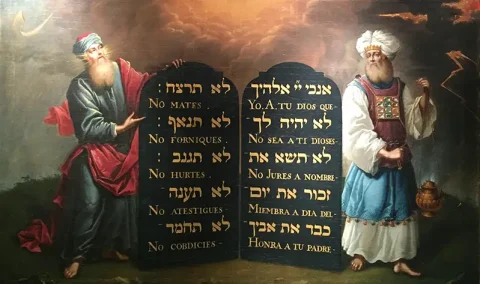 אנכי יי אלהיך
Yo. A. tu Dios que-
לא יהיה לך
No sea a ti dioses-
לא תשא את
No Jures a nombre-
זכור את יום
Miembra a dia del-
כבד את אביך
Honra a tu padre-
לא תרצח :
No mates .
לא תנאף :
No forniques .
לא תגנב :
No hurtes .
לא תענה-
No atestigues-
לא תחמד-
No cobdicies-